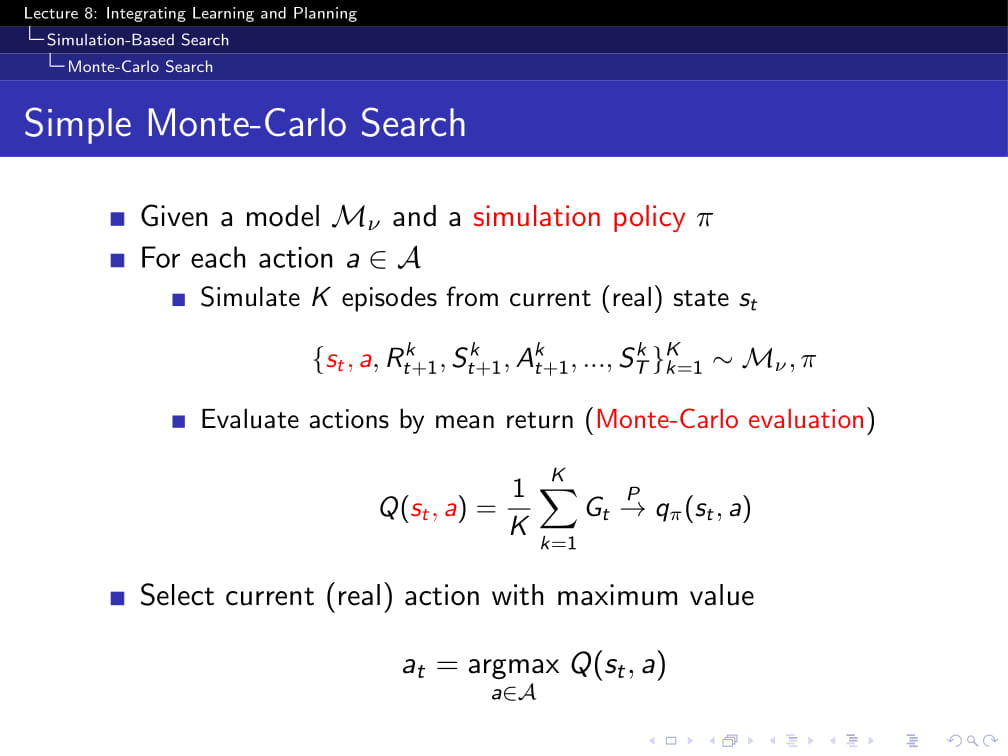 Lecture 8: Integrating Learning and Planning
Simulation-Based Search
Monte-Carlo Search
Simple Monte-Carlo Search
Given a model $\mathcal{M}_\nu$ and a simulation policy $\pi$
For each action $a \in \mathcal{A}$
Simulate $K$ episodes from current (real) state $s_t$
$\{s_t, a, R^k_{t+1}, S^k_{t+1}, A^k_{t+1}, ..., S^k_T\}^K_{k=1} \sim \mathcal{M}_\nu, \pi$
Evaluate actions by mean return (Monte-Carlo evaluation)
$Q(s_t, a) = \frac{1}{K} \sum_{k=1}^{K} G_t \overset{P}{\to} q_\pi(s_t, a)$
Select current (real) action with maximum value
$a_t = \underset{a \in \mathcal{A}}{\text{argmax}}\ Q(s_t, a)$